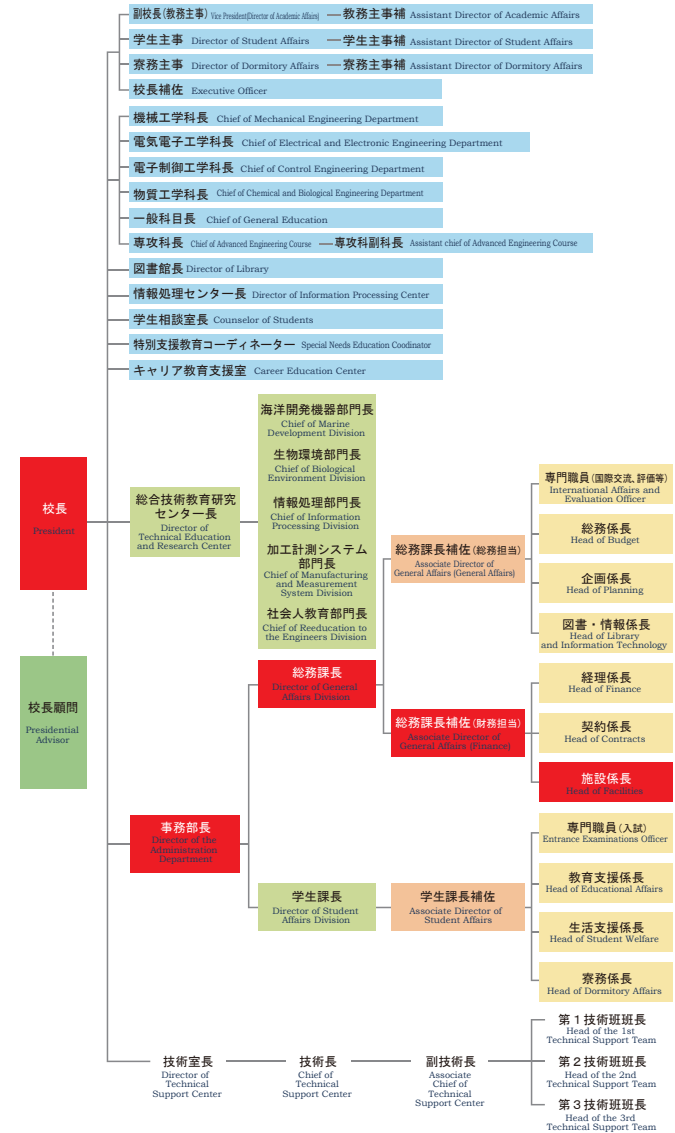 副校長(教務主事) Vice President(Director of Academic Affairs) 教務主事補 Assistant Director of Academic Affairs
学生主事 Director of Student Affairs 学生主事補 Assistant Director of Student Affairs
寮務主事 Director of Dormitory Affairs 寮務主事補 Assistant Director of Dormitory Affairs
校長補佐 Executive Officer
機械工学科長 Chief of Mechanical Engineering Department
電気電子工学科長 Chief of Electrical and Electronic Engineering Department
電子制御工学科長 Chief of Control Engineering Department
物質工学科長 Chief of Chemical and Biological Engineering Department
一般科目長 Chief of General Education
専攻科長 Chief of Advanced Engineering Course 専攻科副科長 Assistant chief of Advanced Engineering Course
図書館長 Director of Library
情報処理センター長 Director of Information Processing Center
学生相談室長 Counselor of Students
特別支援教育コーディネーター Special Needs Education Coodinator
キャリア教育支援室 Career Education Center
校長
President
校長顧問
Presidential
Advisor
総合技術教育研究
センター長
Director of
Technical Education
and Research Center
海洋開発機器部門長
Chief of Marine
Development Division
生物環境部門長
Chief of Biological
Environment Division
情報処理部門長
Chief of Information
Processing Division
加工計測システム
部門長
Chief of Manufacturing
and Measurement
System Division
社会人教育部門長
Chief of Reeducation to
the Engineers Division
事務部長
Director of the
Administration
Department
総務課長
Director of General
Affairs Division
総務課長補佐(総務担当)
Associate Director of
General Affairs (General Affairs)
専門職員(国際交流、評価等)
International Affairs and
Evaluation Officer
総務係長
Head of Budget
企画係長
Head of Planning
図書・情報係長
Head of Library
and Information Technology
総務課長補佐(財務担当)
Associate Director of
General Affairs (Finance)
経理係長
Head of Finance
契約係長
Head of Contracts
施設係長
Head of Facilities
学生課長
Director of Student
Affairs Division
学生課長補佐
Associate Director of
Student Affairs
専門職員(入試)
Entrance Examinations Officer
教育支援係長
Head of Educational Affairs
生活支援係長
Head of Student Welfare
寮務係長
Head of Dormitory Affairs
技術室長
Director of
Technical
Support Center
技術長
Chief of
Technical
Support Center
副技術長
Associate
Chief of
Technical
Support Center
第1技術班班長
Head of the 1st
Technical Support Team
第2技術班班長
Head of the 2nd
Technical Support Team
第3技術班班長
Head of the 3rd
Technical Support Team